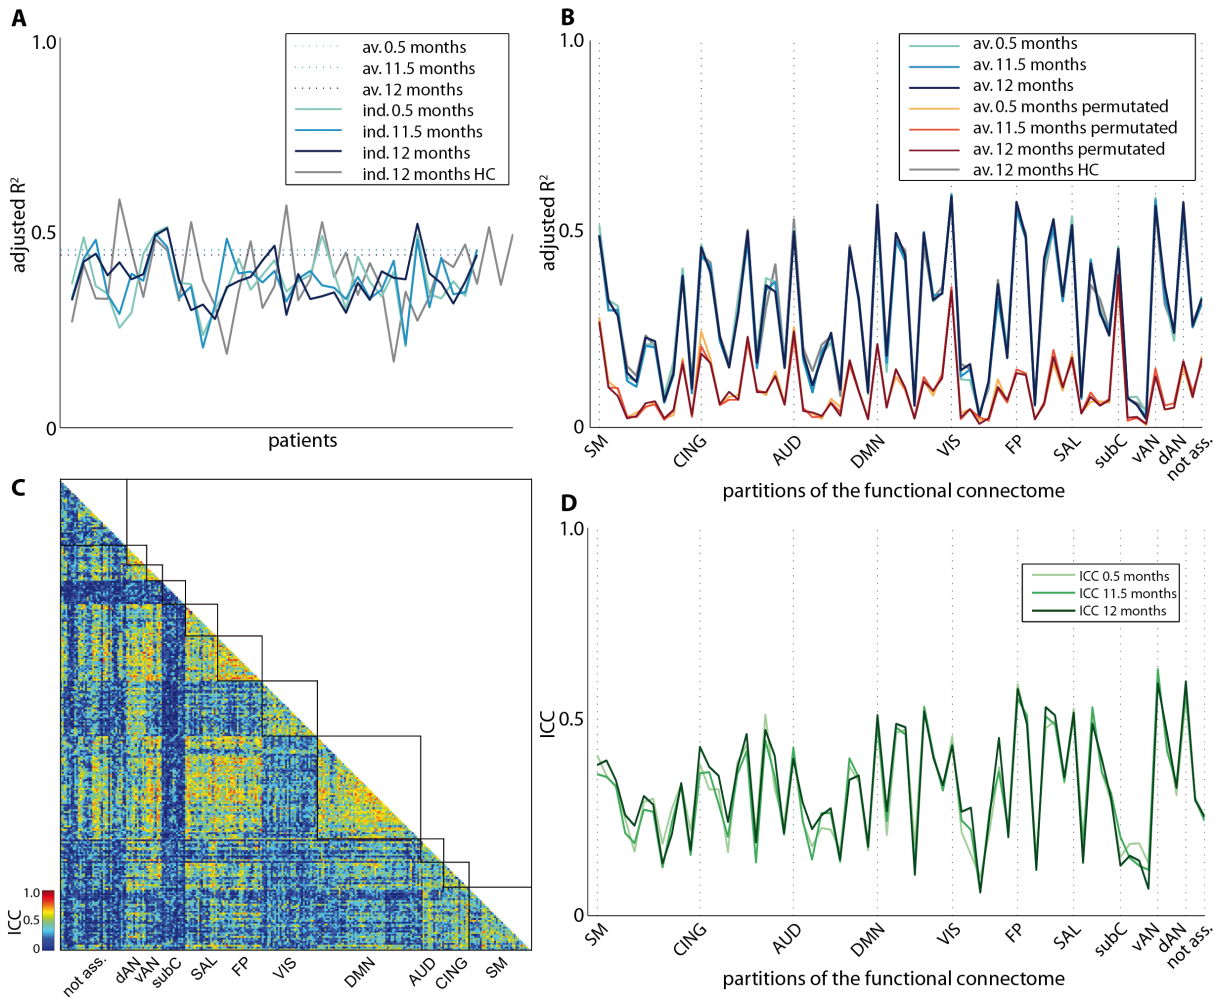 A
1.0
0.5
0
adjusted R²
patients
av. 0.5 months
av. 11.5 months
av. 12 months
ind. 0.5 months
ind. 11.5 months
ind. 12 months
ind. 12 months HC
B
1.0
0.5
0
adjusted R²
av. 0.5 months
av. 11.5 months
av. 12 months
av. 0.5 months permutated
av. 11.5 months permutated
av. 12 months permutated
av. 12 months HC
SM
CING
AUD
DMN
VIS
FP
SAL
subC
vAN
dAN
not ass.
partitions of the functional connectome
C
1.0
0.5
0
ICC
not ass.
dAN
vAN
subC
SAL
FP
VIS
DMN
AUD
CING
SM
D
1.0
0.5
0
ICC
ICC 0.5 months
ICC 11.5 months
ICC 12 months
SM
CING
AUD
DMN
VIS
FP
SAL
subC
vAN
dAN
not ass.
partitions of the functional connectome